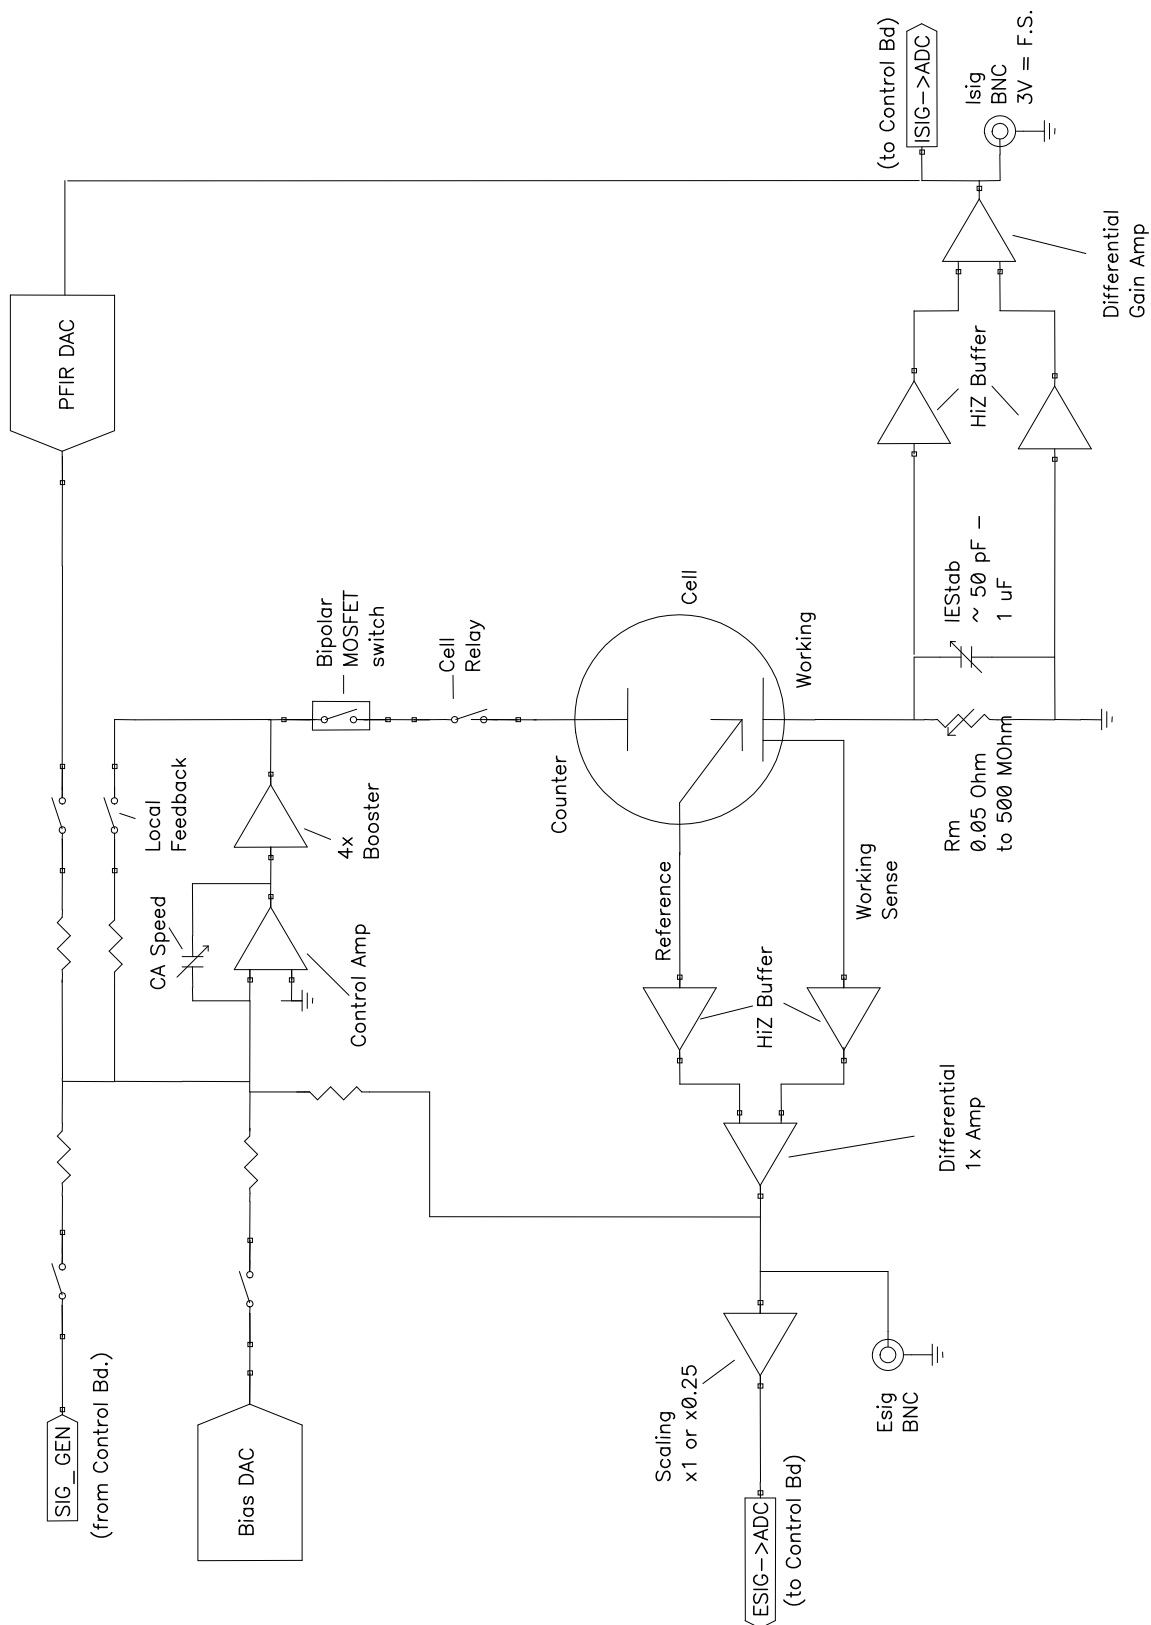 SIG_GEN
(from Control Bd.)
Bias DAC
PFIR DAC
Local
Feedback
CA Speed
4x
Booster
Control Amp
Bipolar
MOSFET
switch
Cell
Relay
Counter
Cell
Reference
Working
Working
Sense
HiZ Buffer
Differential
1x Amp
Scaling
x1 or x0.25
ESIG->ADC
(to Control Bd)
Esig
BNC
Rm
0.05 Ohm
to 500 MOhm
IEStab
~ 50 pF -
1 uF
HiZ Buffer
Differential
Gain Amp
(to Control Bd)
ISIG->ADC
Isig
BNC
3V = F.S.